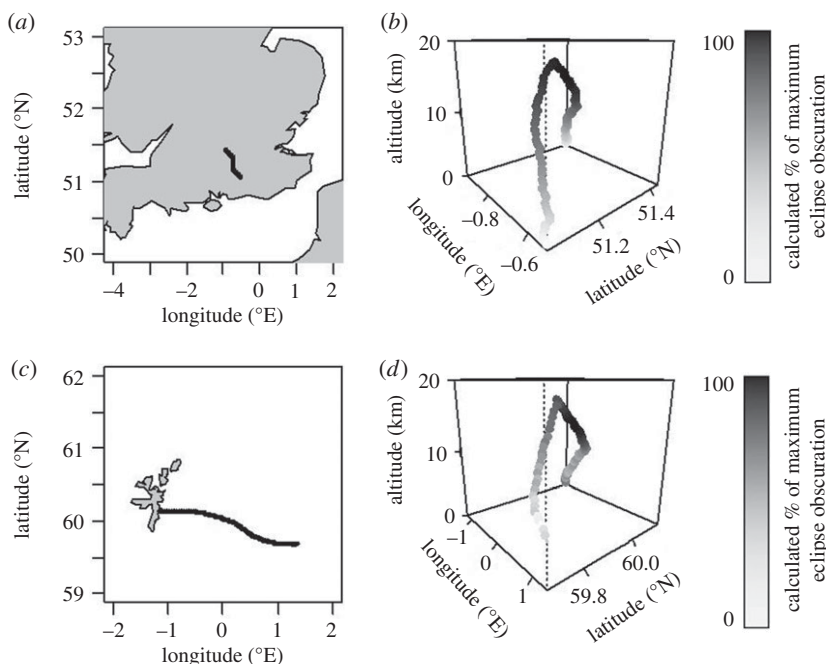 (a)
53
52
51
50
latitude (°N)
−4
−2
0
1
2
longitude (°E)
(b)
20
10
0
altitude (km)
−0.8
−0.6
longitude (°E)
51.2
51.4
latitude (°N)
100
0
calculated % of maximum
eclipse obscuration
(c)
62
61
60
59
latitude (°N)
−2
−1
0
1
2
longitude (°E)
(d)
20
10
0
altitude (km)
−1
0
1
longitude (°E)
59.8
60.0
latitude (°N)
100
0
calculated % of maximum
eclipse obscuration